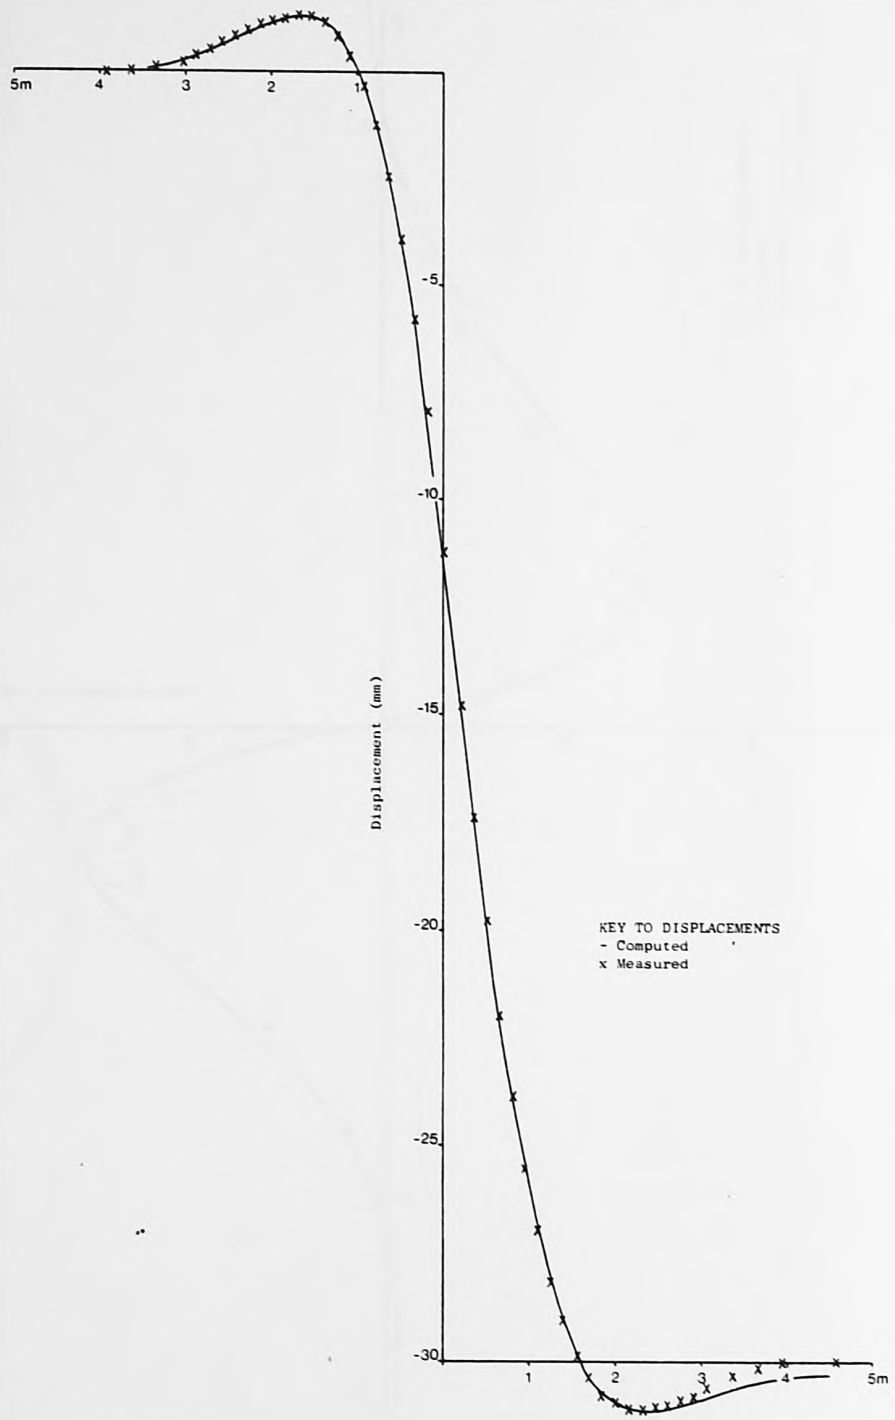 5m 4 3 2 1
-5
-10
-15
Displacement (mm)
-20
KEY TO DISPLACEMENTS
- Computed
x Measured
-25
-30
1 2 3 4 5m